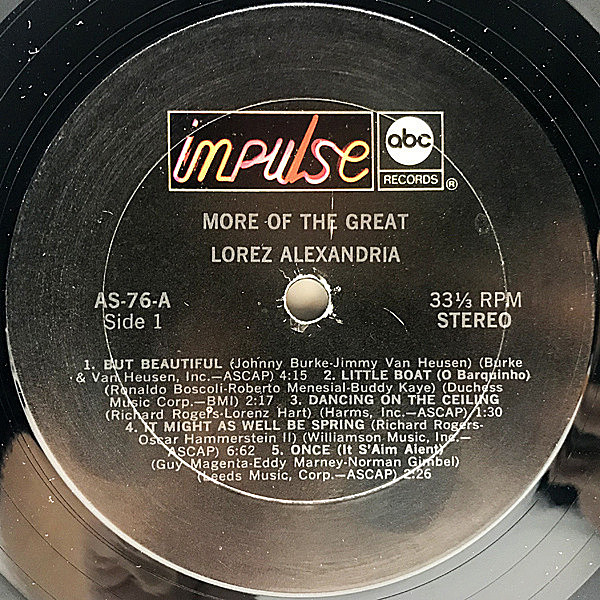 impulse
abc
RECORDS ®
MORE OF THE GREAT
LOREZ ALEXANDRIA
AS-76-A
Side 1
33⅓ RPM
STEREO
1. BUT BEAUTIFUL (Johnny Burke-Jimmy Van Heusen) (Burke
& Van Heusen, Inc.—ASCAP) 4:15 2. LITTLE BOAT (O Barquinho)
(Ronaldo Boscoli-Roberto Menesial-Buddy Kaye) (Duchess
Music Corp.—BMI) 2:17 3. DANCING ON THE CEILING
(Richard Rogers-Lorenz Hart) (Harms, Inc.—ASCAP) 1:30
4. IT MIGHT AS WELL BE SPRING (Richard Rogers-
Oscar Hammerstein II) (Williamson Music, Inc.—
ASCAP) 6:62 5. ONCE (It S'Aim Alent)
(Guy Magenta-Eddy Marney-Norman Gimbel)
(Leeds Music, Corp.—ASCAP) 2:26